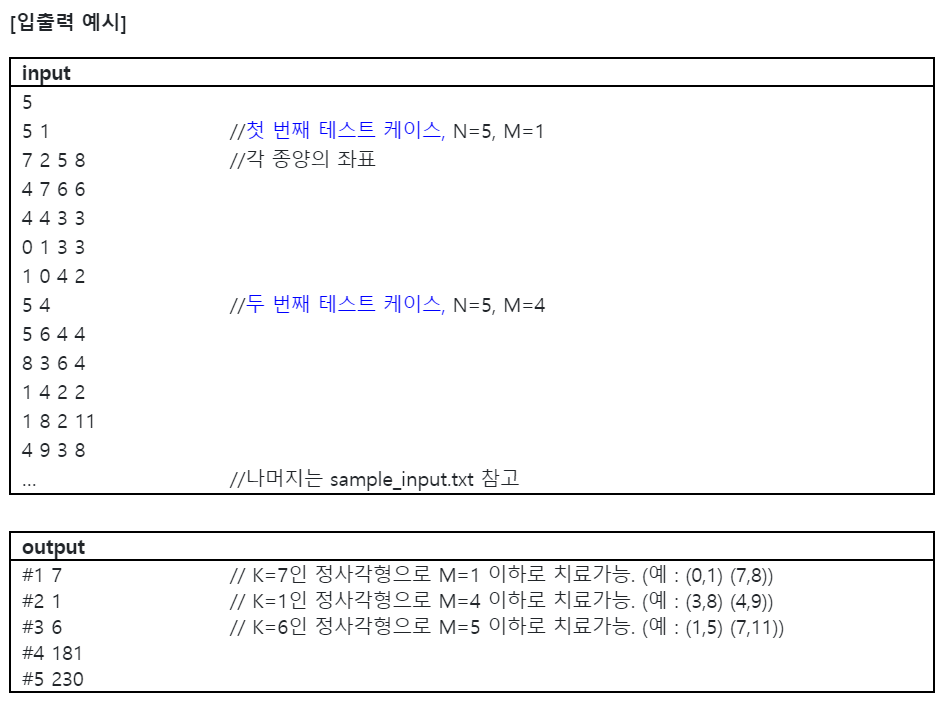 [입출력 예시]
input
5
5 1 //첫 번째 테스트 케이스, N=5, M=1
7 2 5 8 //각 종양의 좌표
4 7 6 6
4 4 3 3
0 1 3 3
1 0 4 2
5 4 //두 번째 테스트 케이스, N=5, M=4
5 6 4 4
8 3 6 4
1 4 2 2
1 8 2 11
4 9 3 8
... //나머지는 sample_input.txt 참고
output
#1 7 // K=7인 정사각형으로 M=1 이하로 치료가능. (예 : (0,1) (7,8))
#2 1 // K=1인 정사각형으로 M=4 이하로 치료가능. (예 : (3,8) (4,9))
#3 6 // K=6인 정사각형으로 M=5 이하로 치료가능. (예 : (1,5) (7,11))
#4 181
#5 230